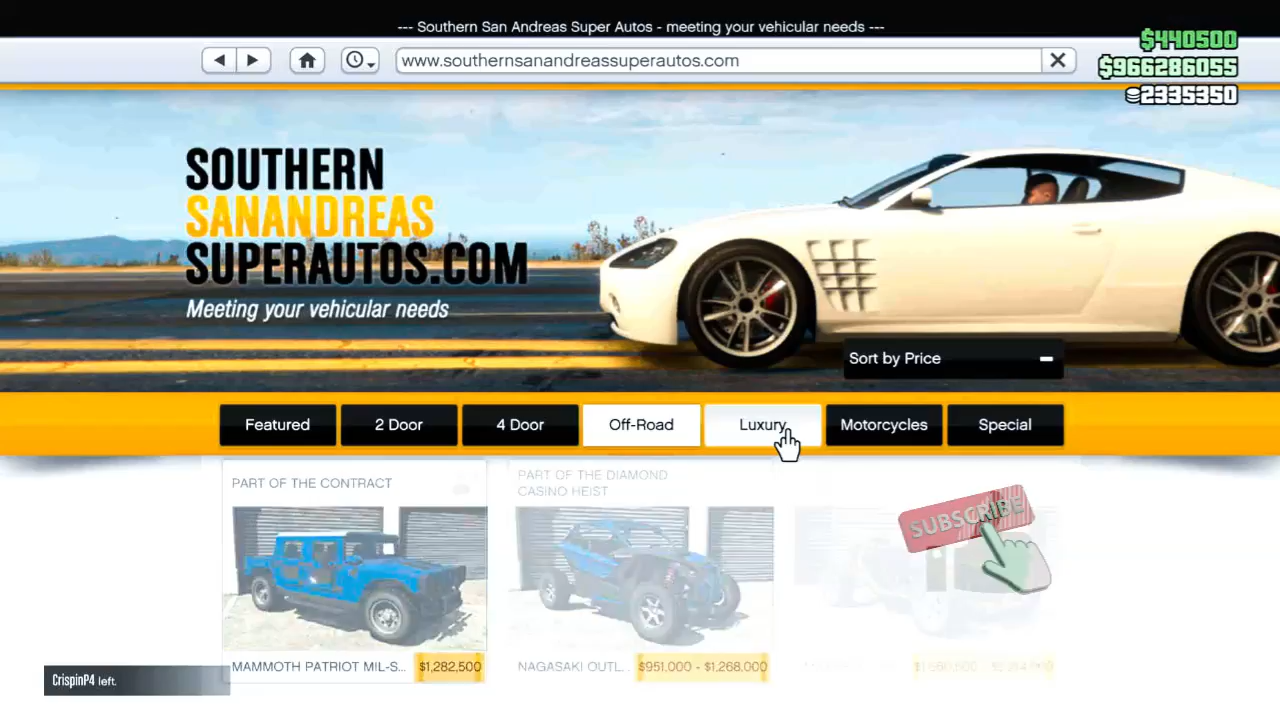 --- Southern San Andreas Super Autos - meeting your vehicular needs ---
$440500
www.southernsanandreassuperautos.com
$966286055
2335350
SOUTHERN
SANANDREAS
SUPERAUTOS.COM
Meeting your vehicular needs
Sort by Price
Featured
2 Door
4 Door
Off-Road
Luxury
Motorcycles
Special
PART OF THE CONTRACT
PART OF THE DIAMOND
CASINO HEIST
SUBSCRIBE
MAMMOTH PATRIOT MIL-S...
$1,282,500
NAGASAKI OUTL...
$951,000 - $1,268,000
CrispinP4 left.